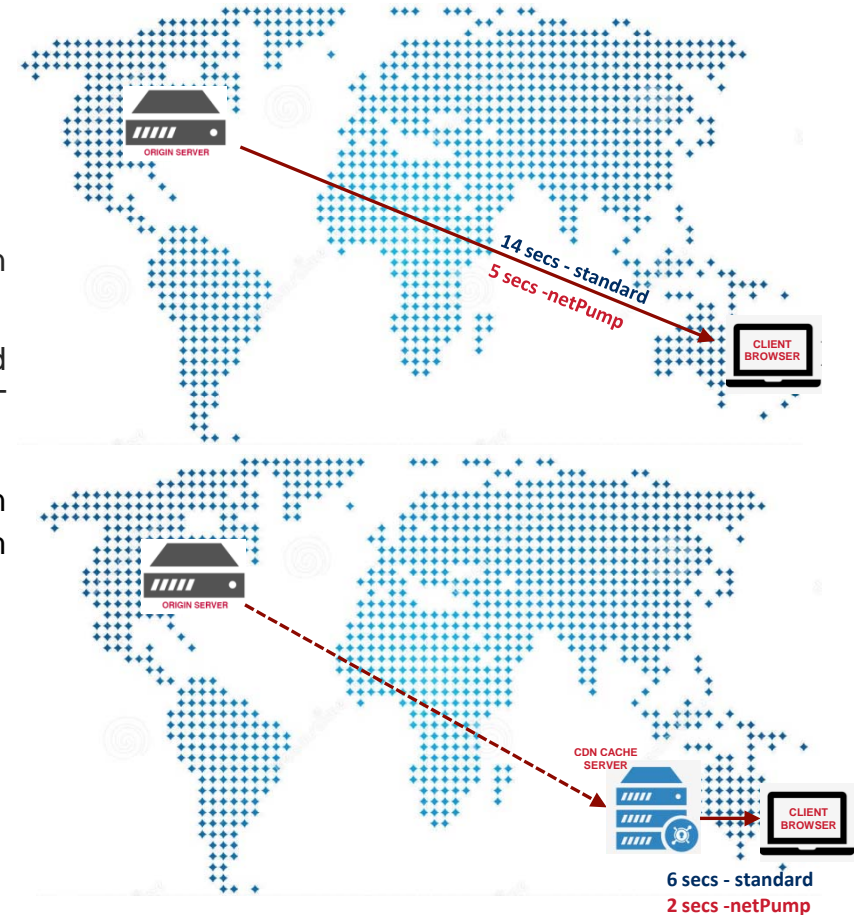 ORIGIN SERVER
14 secs - standard
5 secs -netPump
CLIENT
BROWSER
ORIGIN SERVER
CDN CACHE
SERVER
CLIENT
BROWSER
6 secs - standard
2 secs -netPump